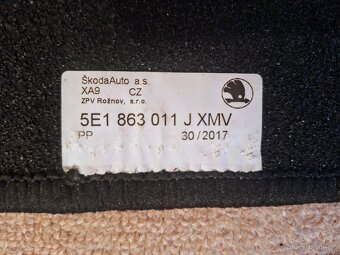 ŠkodaAuto a.s.
XA9 CZ
ZPV Rožnov, s.r.o.
5E1 863 011 J XMV
PP 30/2017